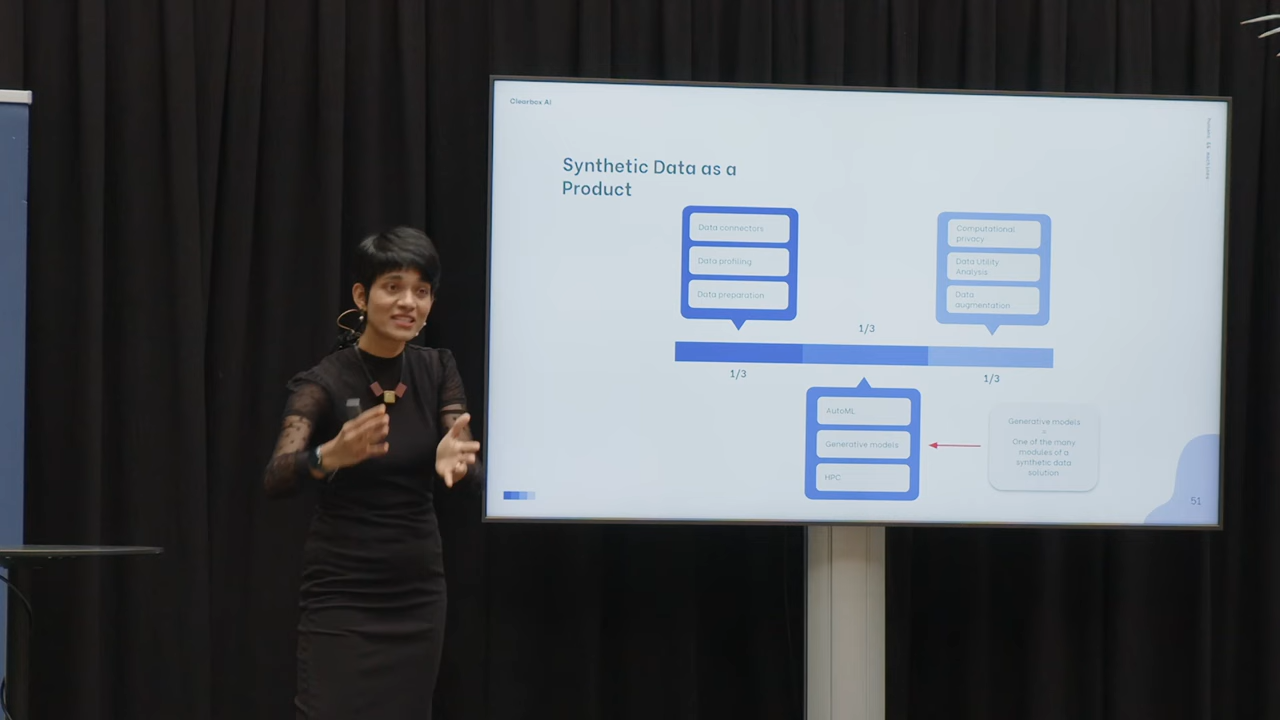 Clearbox AI
Synthetic Data as a
Product
Data connectors
Data profiling
Data preparation
Computational
privacy
Data Utility
Analysis
Data
augmentation
1/3
1/3
1/3
AutoML
Generative models
HPC
Generative models
=
One of the many
modules of a
synthetic data
solution
51